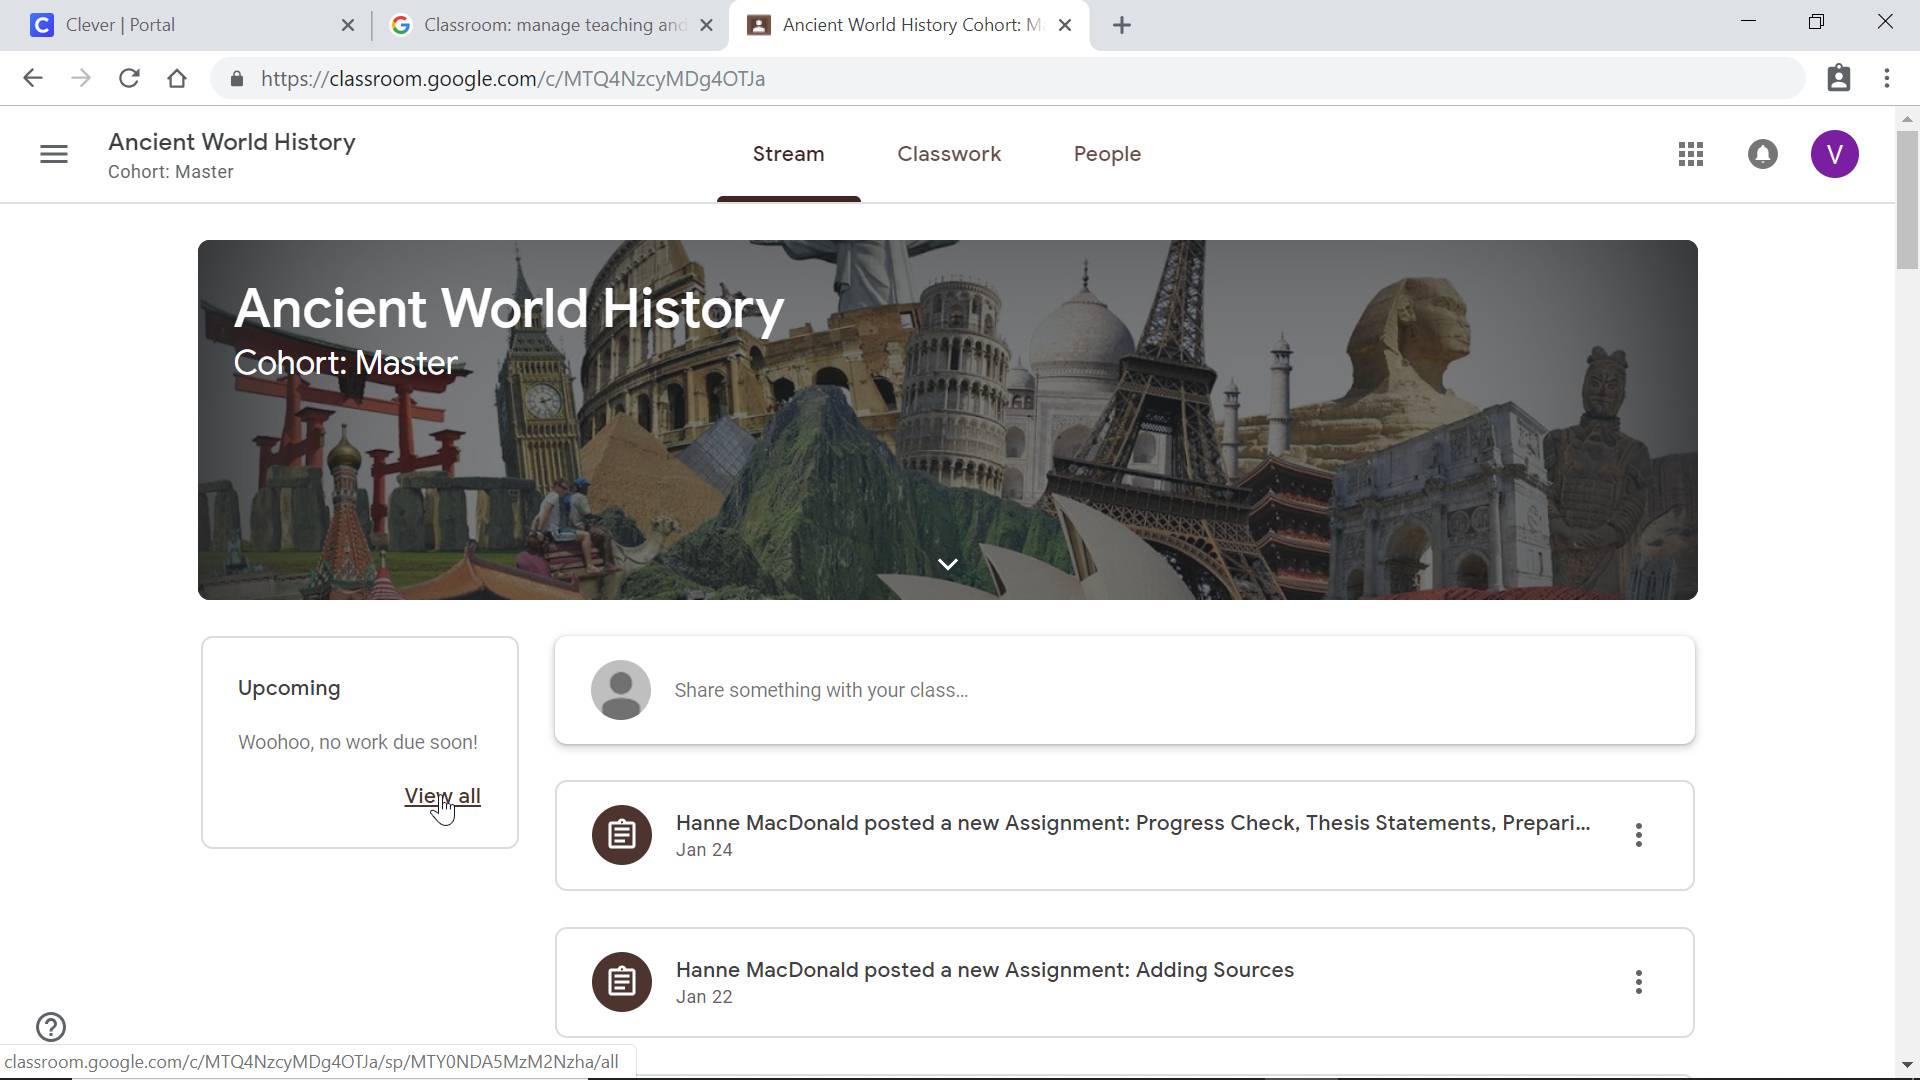 Clever | Portal
Classroom: manage teaching and
Ancient World History Cohort: M
https://classroom.google.com/c/MTQ4NzcyMDg4OTJa
Ancient World History
Cohort: Master
Stream
Classwork
People
V
Ancient World History
Cohort: Master
Upcoming
Woohoo, no work due soon!
View all
Share something with your class...
Hanne MacDonald posted a new Assignment: Progress Check, Thesis Statements, Prepari...
Jan 24
Hanne MacDonald posted a new Assignment: Adding Sources
Jan 22
classroom.google.com/c/MTQ4NzcyMDg4OTJa/sp/MTY0NDA5MzM2Nzha/all